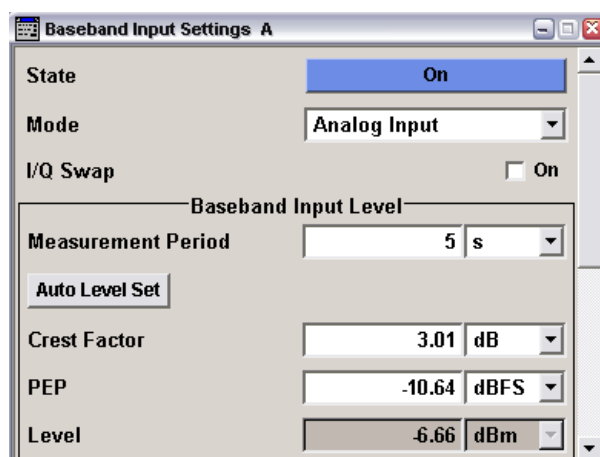 Baseband Input Settings A
State On
Mode Analog Input
I/Q Swap On
Baseband Input Level
Measurement Period 5 s
Auto Level Set
Crest Factor 3.01 dB
PEP -10.64 dBFS
Level -6.66 dBm